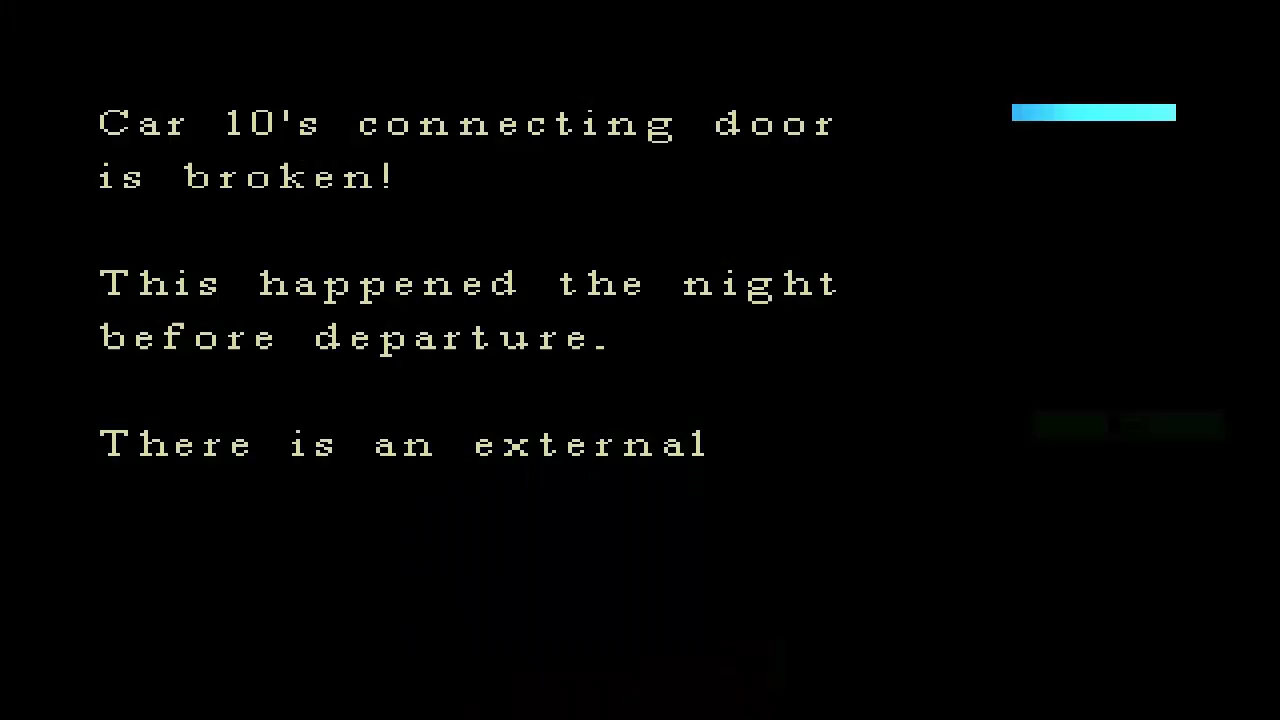 Car 10's connecting door
is broken!
This happened the night
before departure.
There is an external